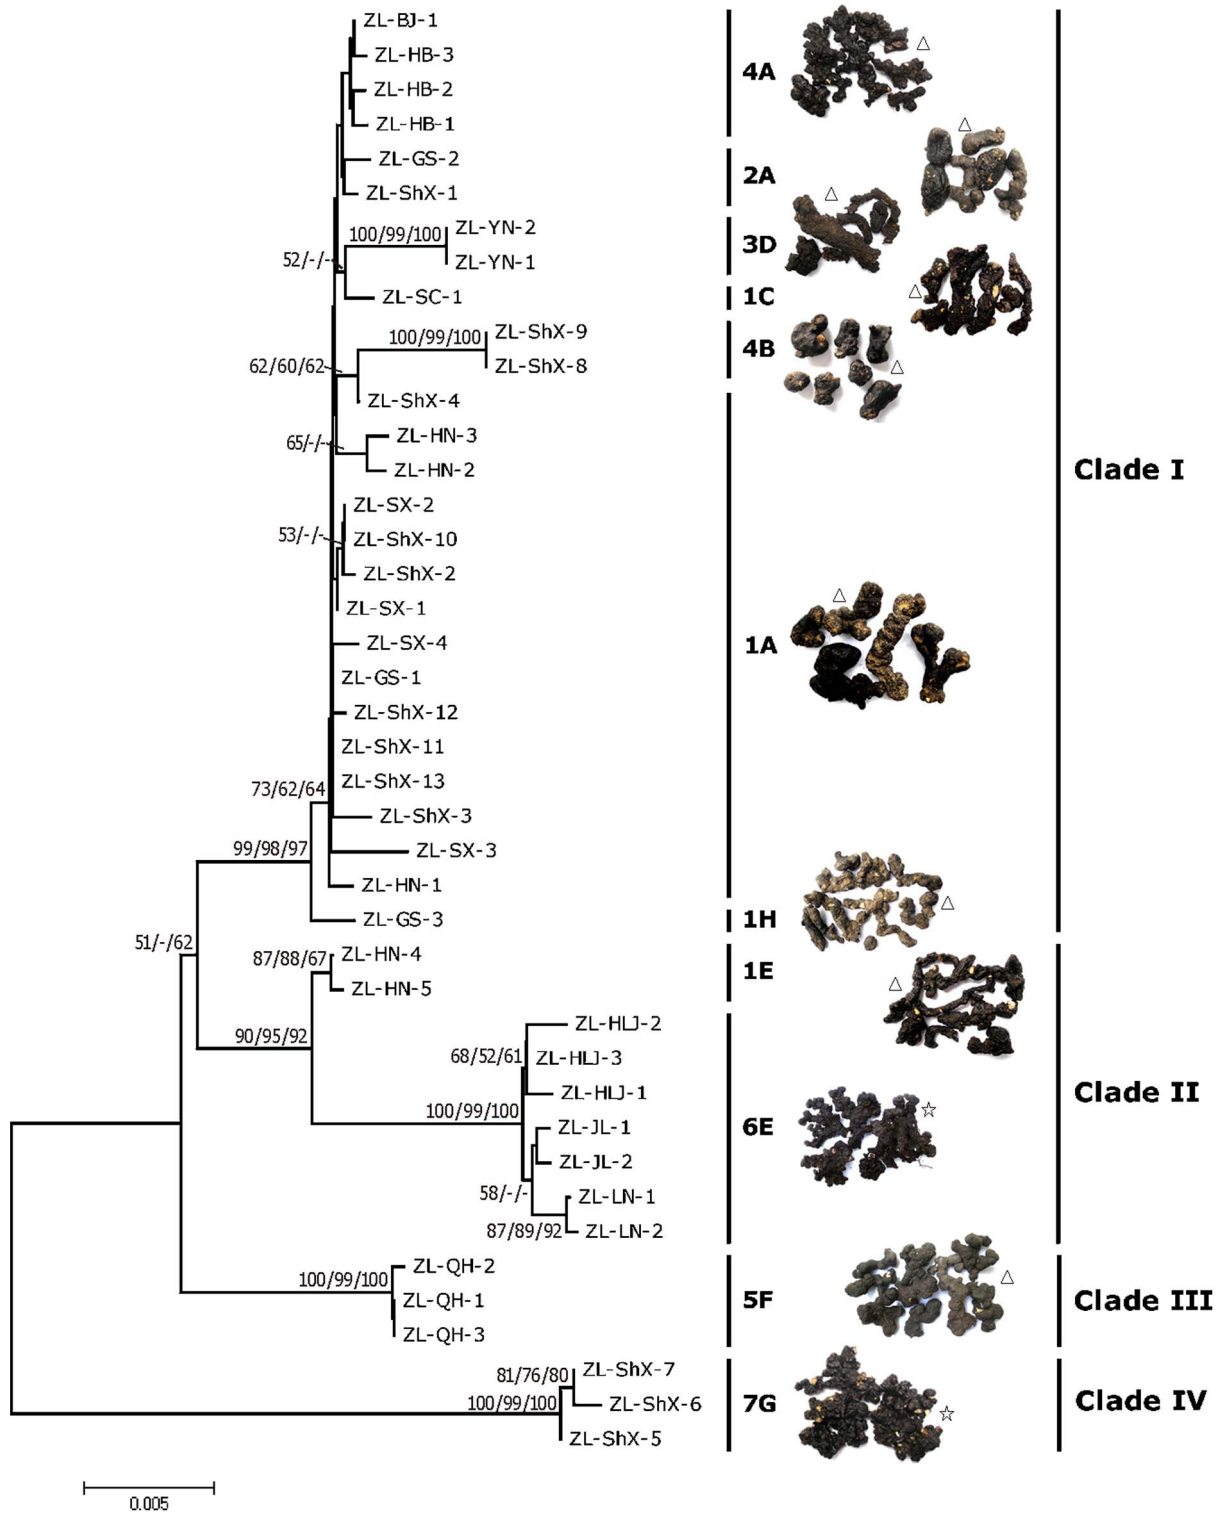 ZL-BJ-1
ZL-HB-3
4A
ZL-HB-2
ZL-HB-1
ZL-GS-2
2A
ZL-ShX-1
100/99/100 ZL-YN-2
3D
52/-/- ZL-YN-1
ZL-SC-1
1C
100/99/100 ZL-ShX-9
4B
62/60/62 ZL-ShX-8
ZL-ShX-4
65/-/- ZL-HN-3
ZL-HN-2
Clade I
ZL-SX-2
53/-/- ZL-ShX-10
ZL-ShX-2
ZL-SX-1
ZL-SX-4
1A
ZL-GS-1
ZL-ShX-12
ZL-ShX-11
73/62/64 ZL-ShX-13
ZL-ShX-3
99/98/97 ZL-SX-3
ZL-HN-1
ZL-GS-3
1H
51/-/62
87/88/67 ZL-HN-4
1E
ZL-HN-5
90/95/92 ZL-HLJ-2
68/52/61 ZL-HLJ-3
ZL-HLJ-1
Clade II
100/99/100 ZL-JL-1
6E
ZL-JL-2
58/-/- ZL-LN-1
87/89/92 ZL-LN-2
100/99/100 ZL-QH-2
ZL-QH-1
5F
Clade III
ZL-QH-3
81/76/80 ZL-ShX-7
100/99/100 ZL-ShX-6
7G
Clade IV
ZL-ShX-5
0.005